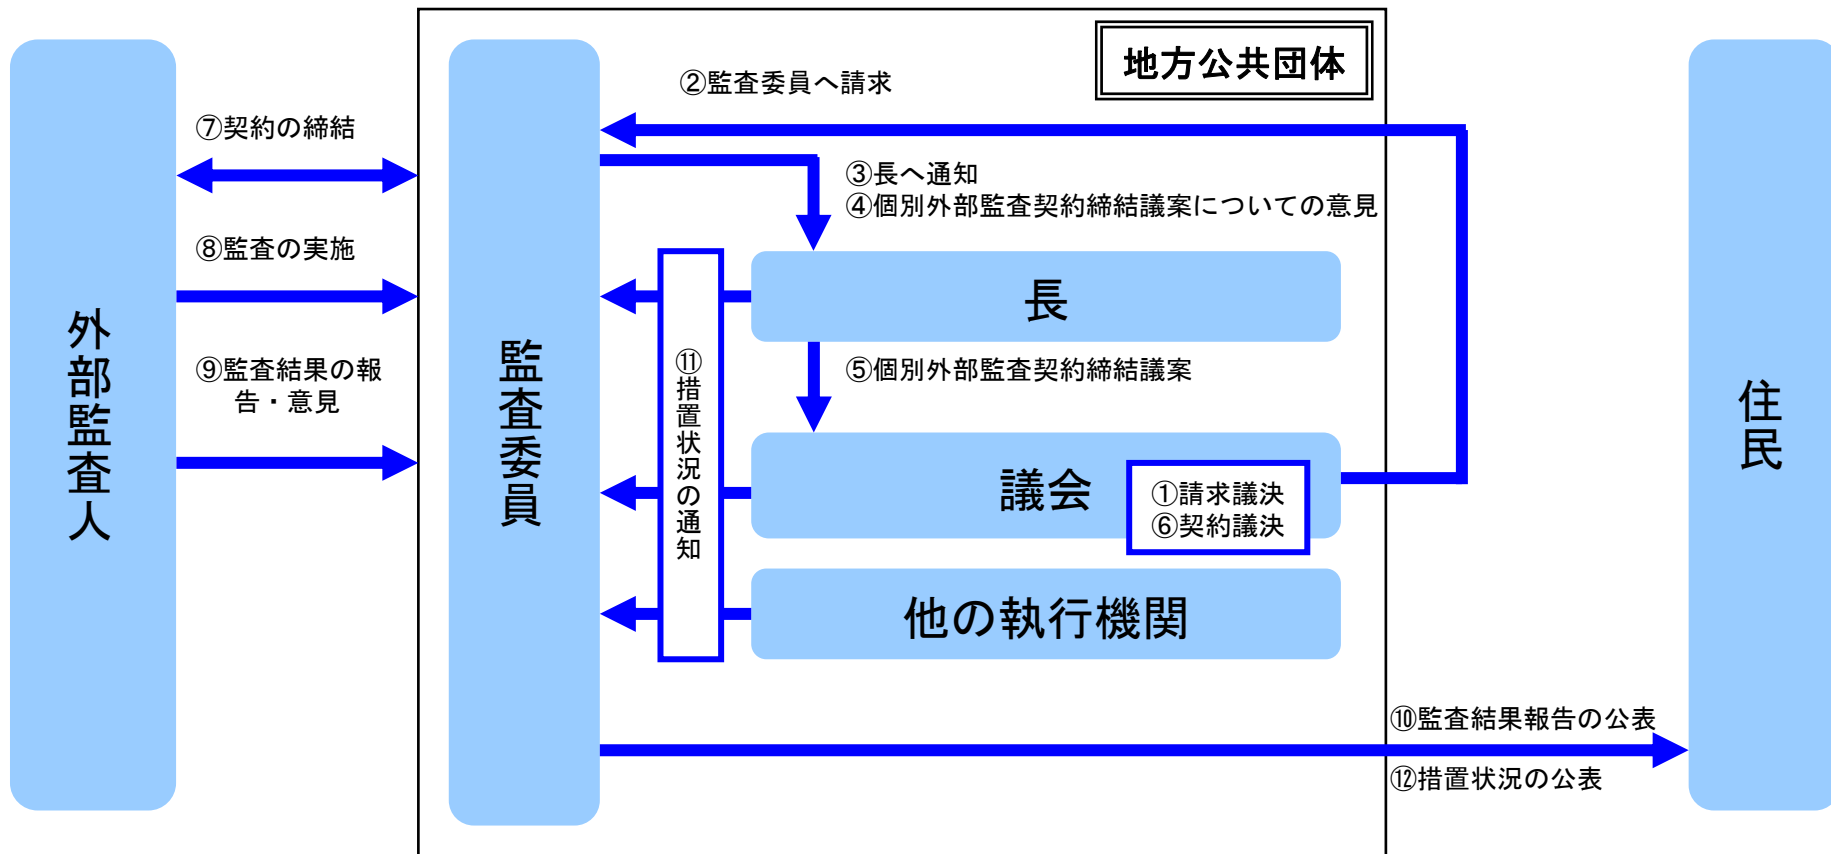 地方公共団体
②監査委員へ請求
⑦契約の締結
③長へ通知
④個別外部監査契約締結議案についての意見
⑧監査の実施
長
外部監査人
監査委員
⑨監査結果の報
告・意見
⑪措置状況の通知
⑤個別外部監査契約締結議案
住民
議会
①請求議決
⑥契約議決
他の執行機関
⑩監査結果報告の公表
⑫措置状況の公表